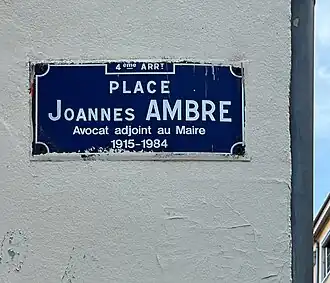 4ème ARRT
PLACE
JOANNES AMBRE
Avocat adjoint au Maire
1915-1984